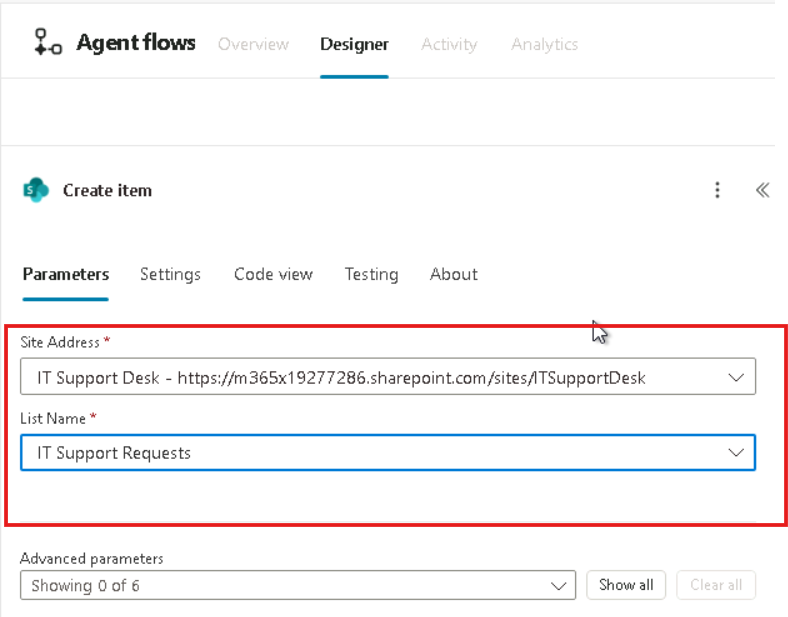 Agent flows Overview Designer Activity Analytics
Create item
Parameters Settings Code view Testing About
Site Address *
IT Support Desk - https://m365x19277286.sharepoint.com/sites/ITSupportDesk
List Name *
IT Support Requests
Advanced parameters
Showing 0 of 6 Show all Clear all